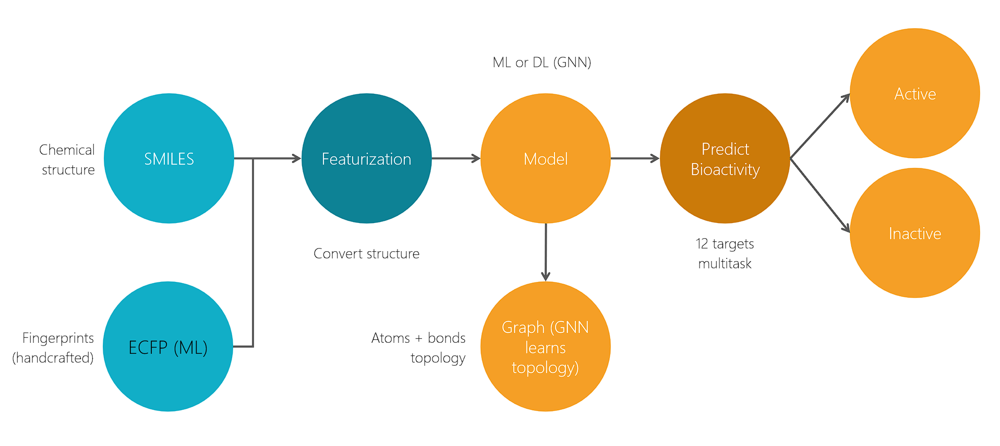 ML or DL (GNN)
Chemical
structure
SMILES
Featurization
Model
Predict
Bioactivity
Active
Inactive
Convert structure
12 targets
multitask
Fingerprints
(handcrafted)
ECFP (ML)
Atoms + bonds
topology
Graph (GNN
learns
topology)